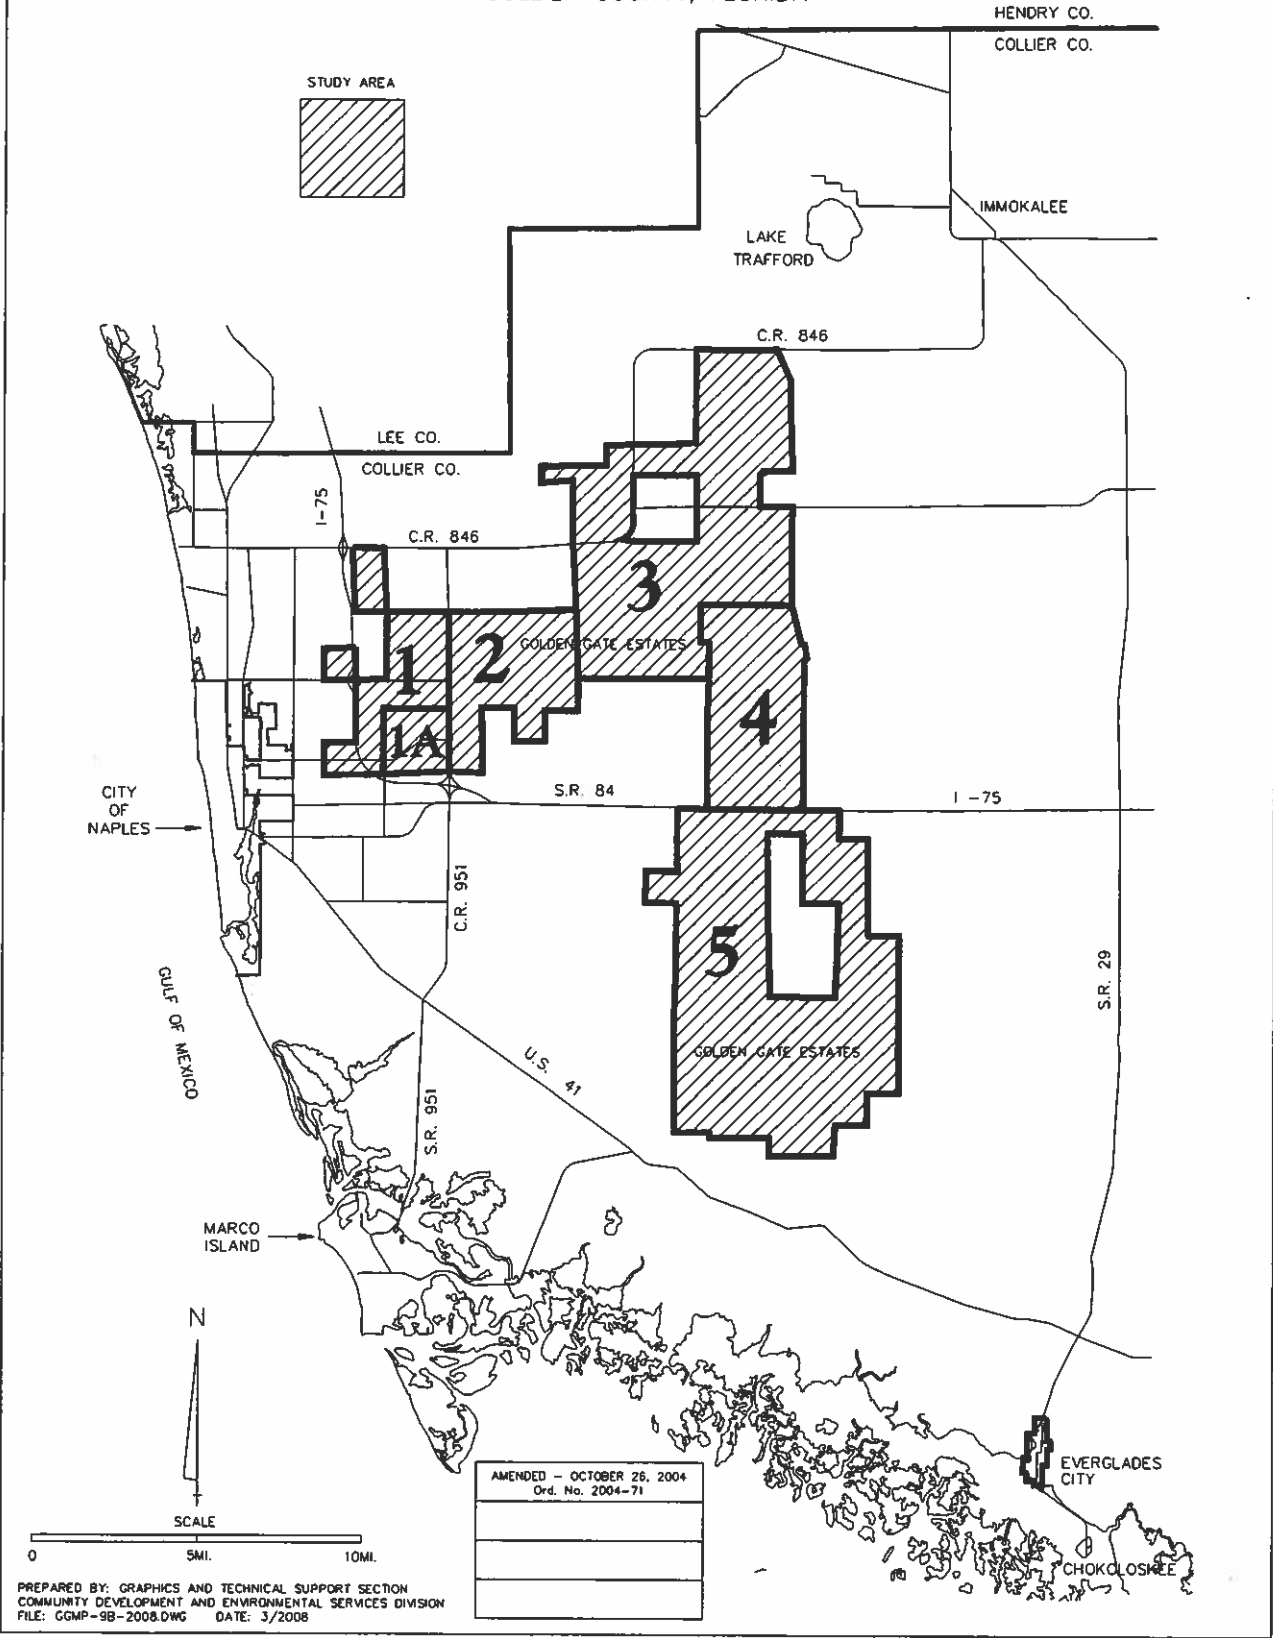 HENDRY CO.
COLLIER CO.
STUDY AREA
IMMOKALEE
LAKE
TRAFFORD
C.R. 846
LEE CO.
COLLIER CO.
I-75
C.R. 846
3
1
2
GOLDEN GATE ESTATES
4
1A
CITY
OF
NAPLES
S.R. 84
I -75
C.R. 951
5
S.R. 29
GULF OF MEXICO
GOLDEN GATE ESTATES
U.S. 41
S.R. 951
MARCO
ISLAND
N
EVERGLADES
CITY
AMENDED - OCTOBER 26, 2004
Ord. No. 2004-71
SCALE
0 5MI. 10MI.
CHOKOLOSKEE
PREPARED BY: GRAPHICS AND TECHNICAL SUPPORT SECTION
COMMUNITY DEVELOPMENT AND ENVIRONMENTAL SERVICES DIVISION
FILE: GGMP-9B-2008.DWG DATE: 3/2008